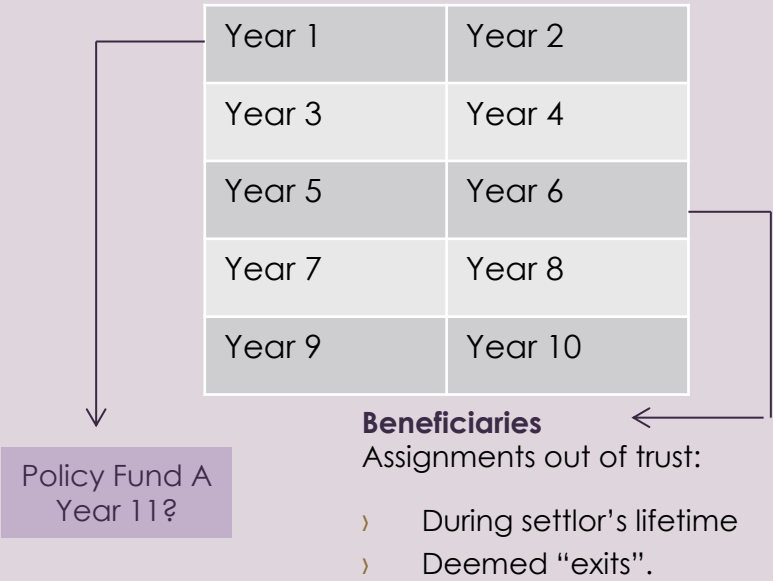 Year 1 Year 2
Year 3 Year 4
Year 5 Year 6
Year 7 Year 8
Year 9 Year 10
Policy Fund A
Year 11?
Beneficiaries
Assignments out of trust:
› During settlor’s lifetime
› Deemed “exits”.